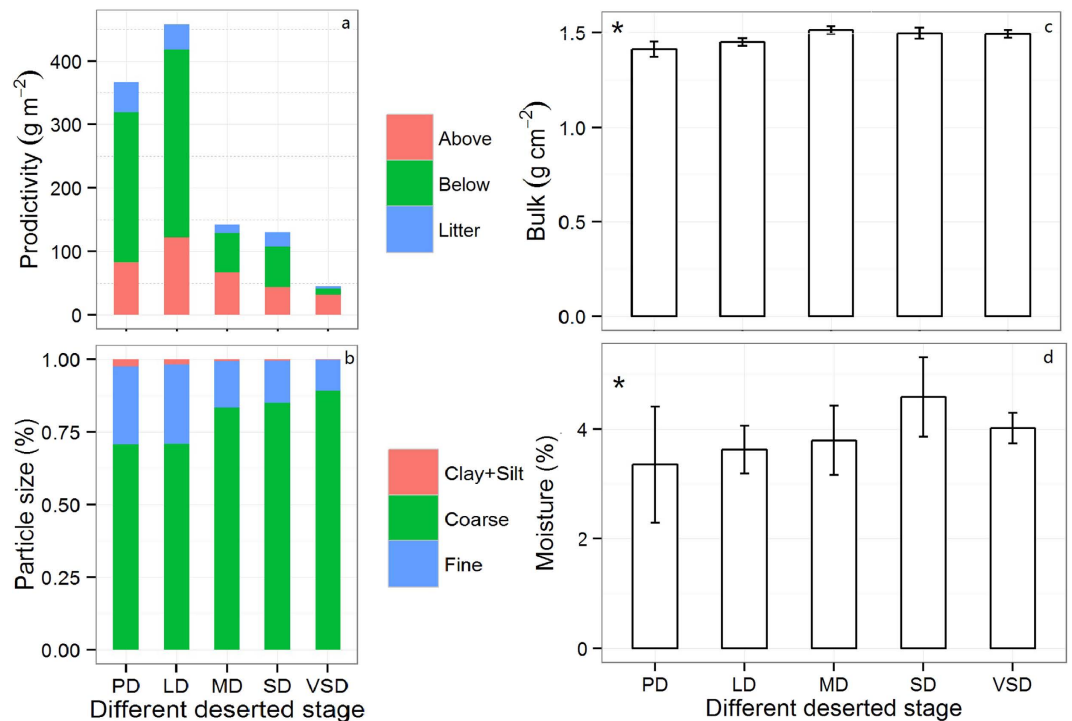 a
Prodictivity (g m−2)
400
300
200
100
0
Above
Below
Litter
b
Particle size (%)
1.00
0.75
0.50
0.25
0.00
PD LD MD SD VSD
Different deserted stage
Clay+Silt
Coarse
Fine
c
*
Bulk (g cm−2)
1.5
1.0
0.5
0.0
d
*
Moisture (%)
4
2
0
PD LD MD SD VSD
Different deserted stage